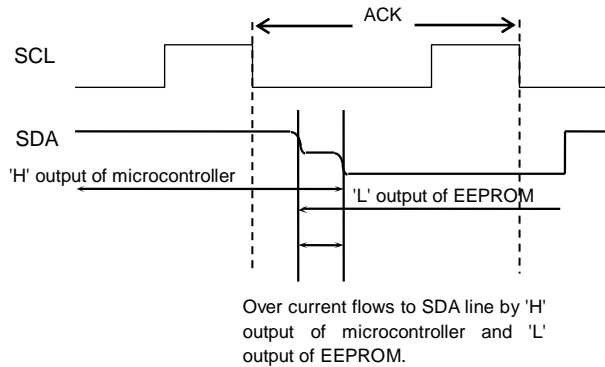 ACK
SCL
SDA
'H' output of microcontroller
'L' output of EEPROM
Over current flows to SDA line by 'H'
output of microcontroller and 'L'
output of EEPROM.